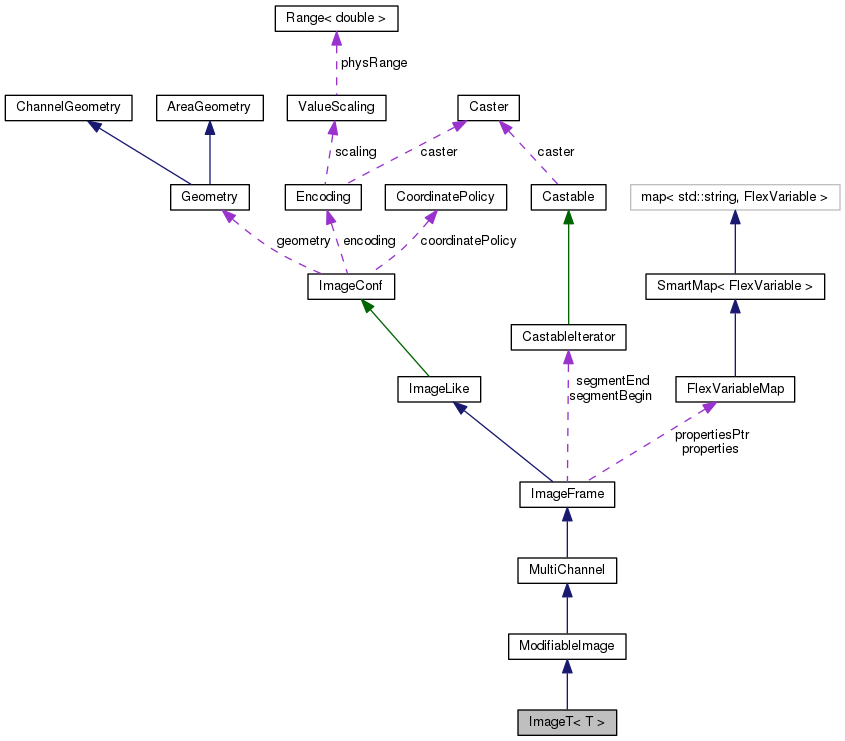 Range< double >
physRange
ChannelGeometry
AreaGeometry
ValueScaling
Caster
scaling
caster
caster
Geometry
Encoding
CoordinatePolicy
Castable
map< std::string, FlexVariable >
geometry
encoding
coordinatePolicy
ImageConf
SmartMap< FlexVariable >
CastableIterator
ImageLike
segmentEnd
segmentBegin
FlexVariableMap
propertiesPtr
properties
ImageFrame
MultiChannel
ModifiableImage
ImageT< T >